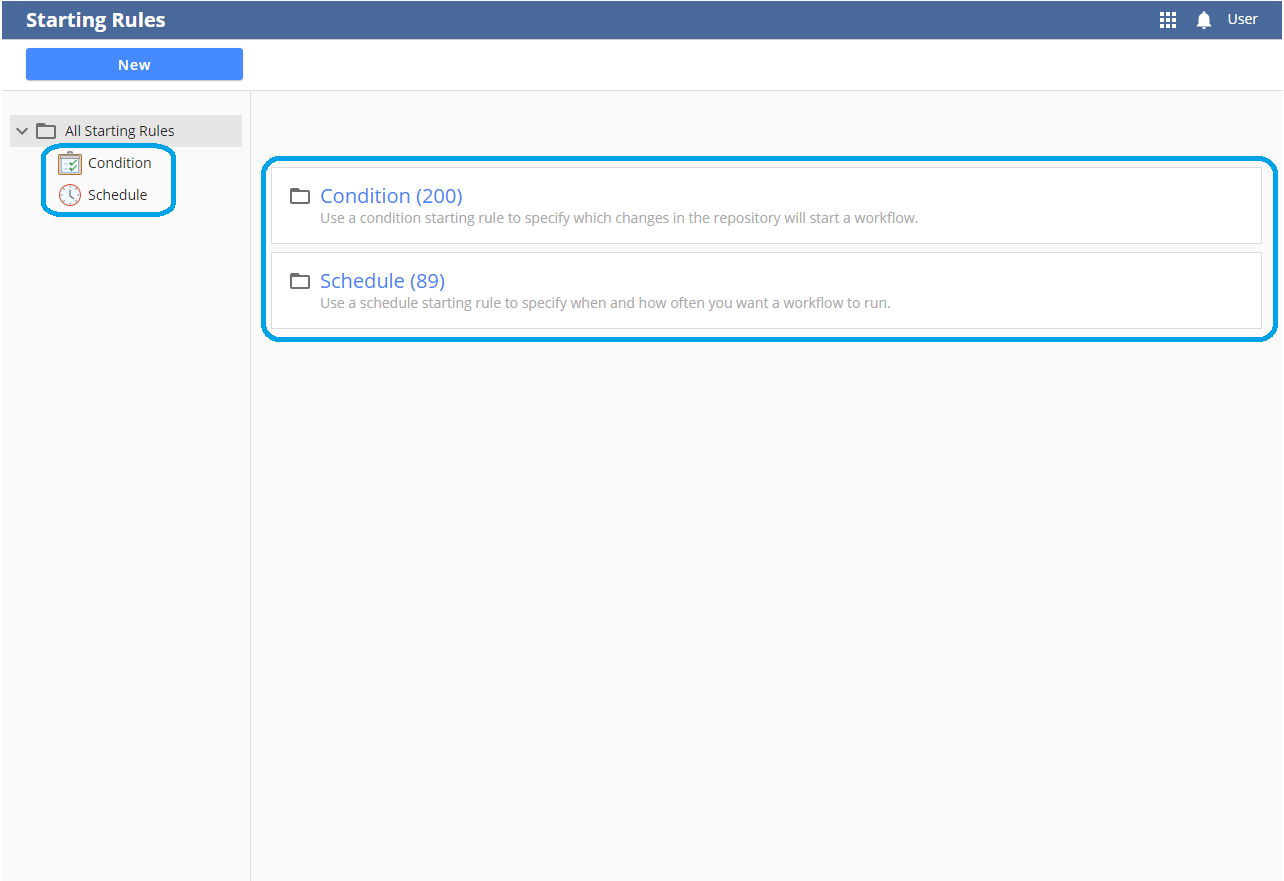 Starting Rules
User
New
All Starting Rules
Condition
Schedule
Condition (200)
Use a condition starting rule to specify which changes in the repository will start a workflow.
Schedule (89)
Use a schedule starting rule to specify when and how often you want a workflow to run.